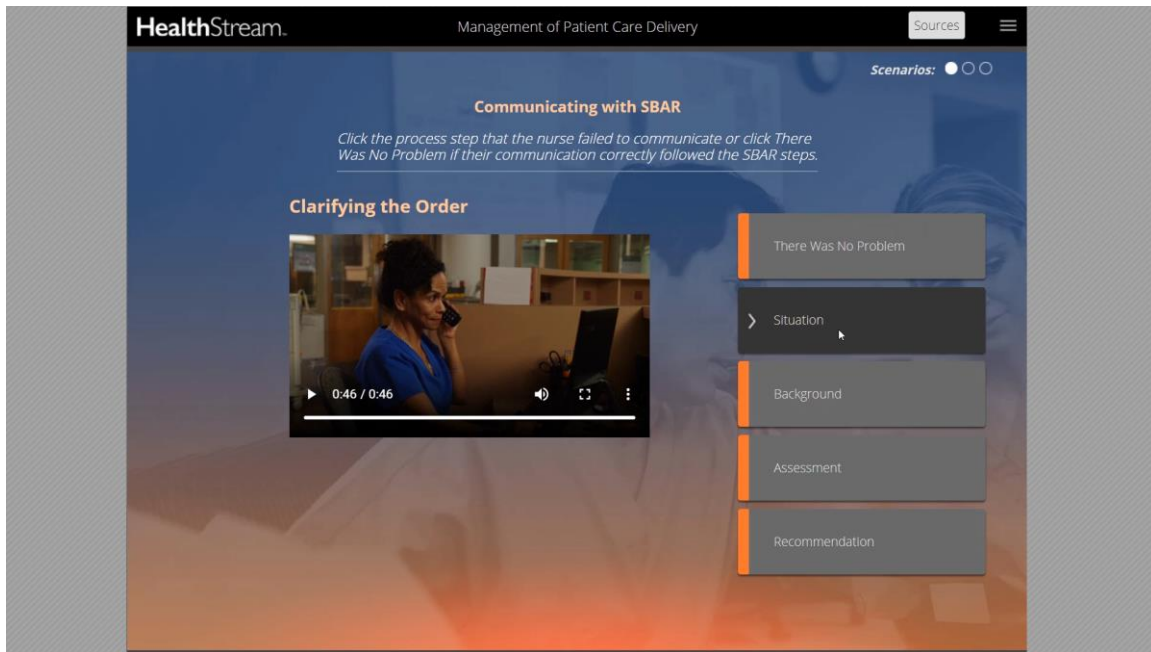 HealthStream.
Management of Patient Care Delivery
Sources
Scenarios:
Communicating with SBAR
Click the process step that the nurse failed to communicate or click There
Was No Problem if their communication correctly followed the SBAR steps.
Clarifying the Order
0:46 / 0:46
There Was No Problem
Situation
Background
Assessment
Recommendation